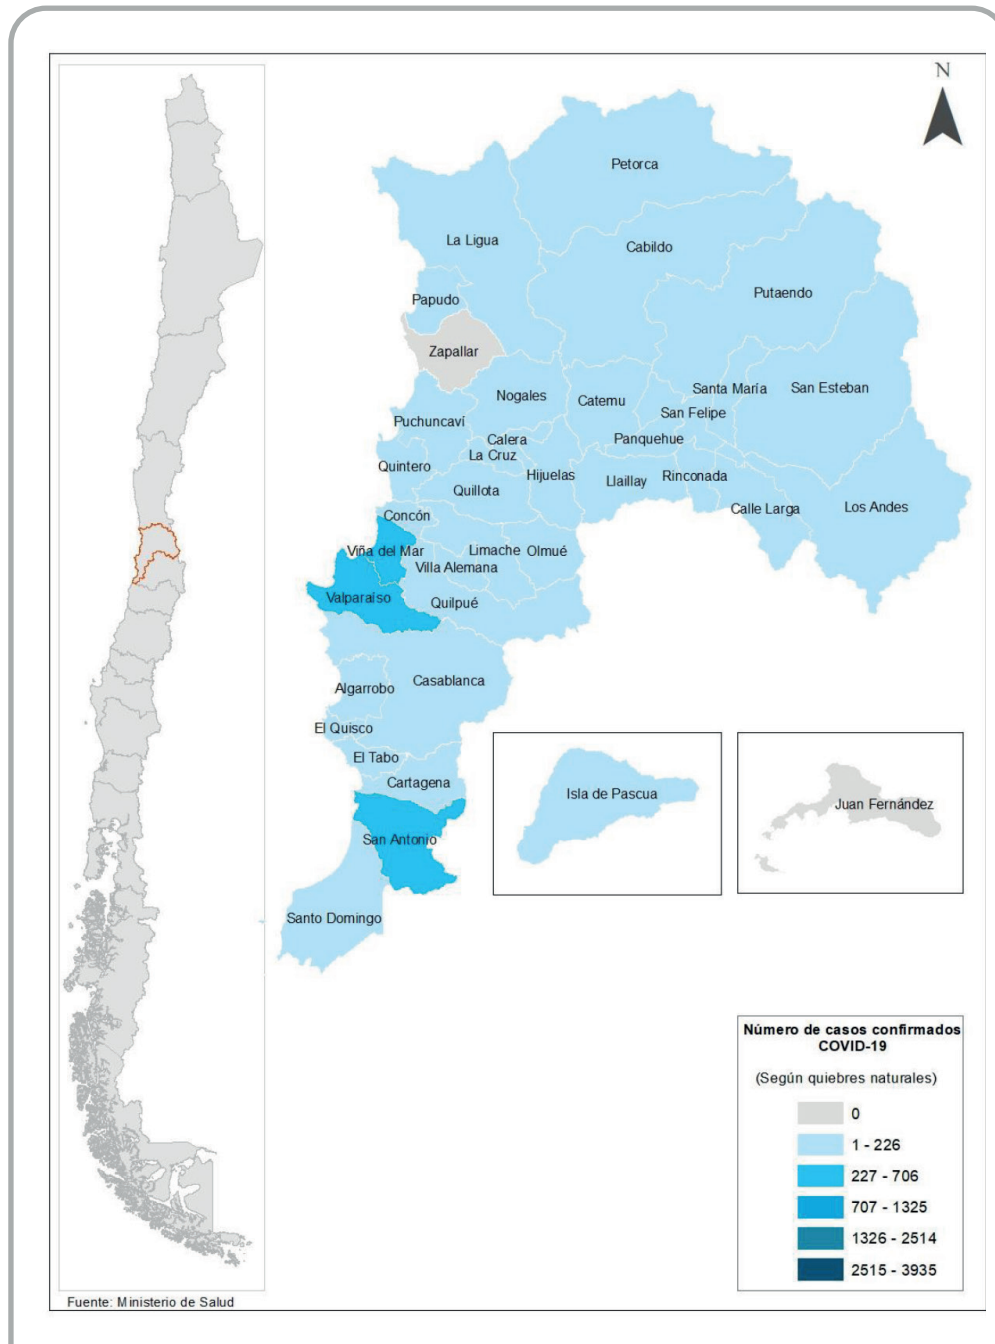 N
Petorca
La Ligua
Cabildo
Putaendo
Papudo
Zapallar
Santa María
San Esteban
Nogales
Catemu
San Felipe
Puchuncaví
Calera
Panquehue
La Cruz
Quintero
Hijuelas
Llaillay
Rinconada
Quillota
Calle Larga
Los Andes
Concón
Viña del Mar
Limache
Olmué
Villa Alemana
Valparaíso
Quilpué
Casablanca
Algarrobo
El Quisco
El Tabo
Cartagena
Isla de Pascua
Juan Fernández
San Antonio
Santo Domingo
Número de casos confirmados
COVID-19
(Según quiebres naturales)
0
1 - 226
227 - 706
707 - 1325
1326 - 2514
2515 - 3935
Fuente: Ministerio de Salud